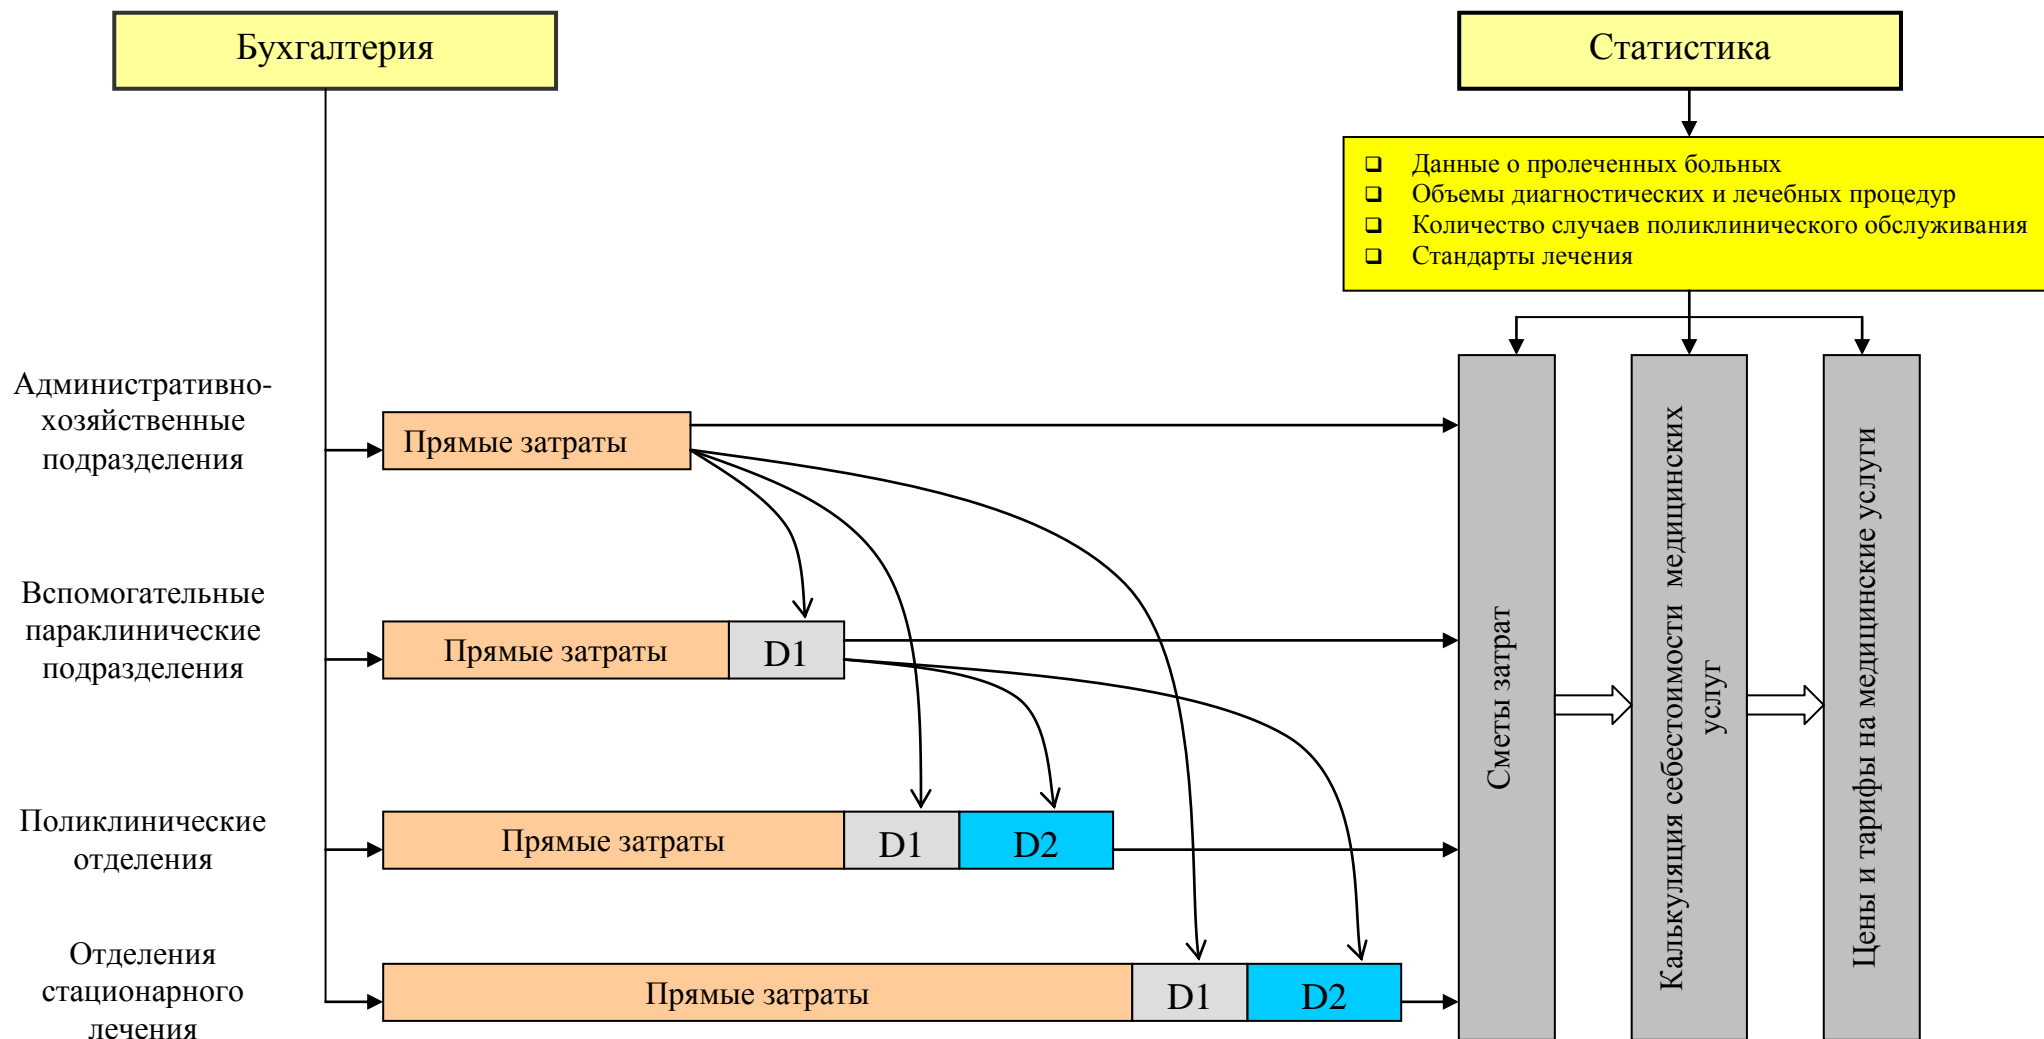 Бухгалтерия
Статистика
Данные о пролеченных больных
Объемы диагностических и лечебных процедур
Количество случаев поликлинического обслуживания
Стандарты лечения
Административно-
хозяйственные
подразделения
Прямые затраты
Вспомогательные
параклинические
подразделения
Прямые затраты
D1
Поликлинические
отделения
Прямые затраты
D1
D2
Отделения
стационарного
лечения
Прямые затраты
D1
D2
Сметы затрат
Калькуляция себестоимости медицинских
услуг
Цены и тарифы на медицинские услуги